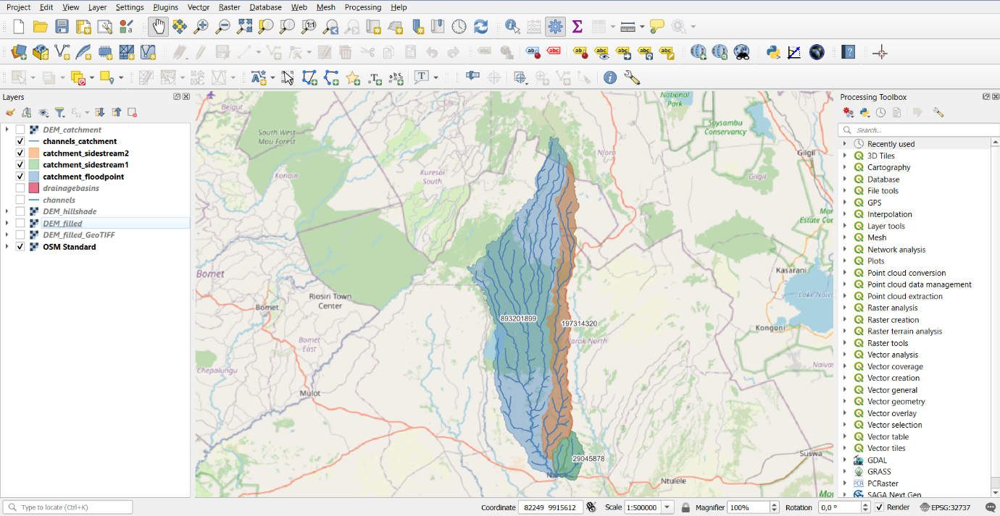 Project Edit View Layer Settings Plugins Vector Raster Database Web Mesh Processing Help
Layers
DEM_catchment
channels_catchment
catchment_sidestream2
catchment_sidestream1
catchment_floodpoint
drainagebasins
channels
DEM_hillshade
DEM_filled
DEM_filled_GeoTIFF
OSM Standard
Beigut
South West
Mau Forest
Konoin
Kuresoi
South
Njoro
National
Park
Soysambu
Conservancy
Gilgil
Gilgil
Mar
Estate Con
Kasarani
Lake Naiv
Kongoni
Naivas
Bomet
Riosiri Town
Center
Bomet
Bomet
East
Chepalungu
Mulot
893201899
197314320
Narok North
29045878
Ntulele
Suswa
Mo
Processing Toolbox
Search...
Recently used
3D Tiles
Cartography
Database
File tools
GPS
Interpolation
Layer tools
Mesh
Network analysis
Plots
Point cloud conversion
Point cloud data management
Point cloud extraction
Raster analysis
Raster creation
Raster terrain analysis
Raster tools
Vector analysis
Vector coverage
Vector creation
Vector general
Vector geometry
Vector overlay
Vector selection
Vector table
Vector tiles
GDAL
GRASS
PCRaster
SAGA Next Gen
Type to locate (Ctrl+K) Coordinate 82249 9915612 Scale 1:500000 Magnifier 100% Rotation 0,0 ° Render EPSG:32737